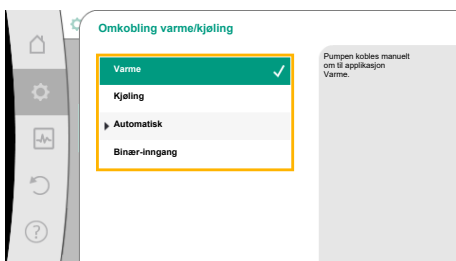 Omkobling varme/kjøling
Varme
Kjøling
Automatisk
Binær-inngang
Pumpen kobles manuelt
om til applikasjon
Varme.
?